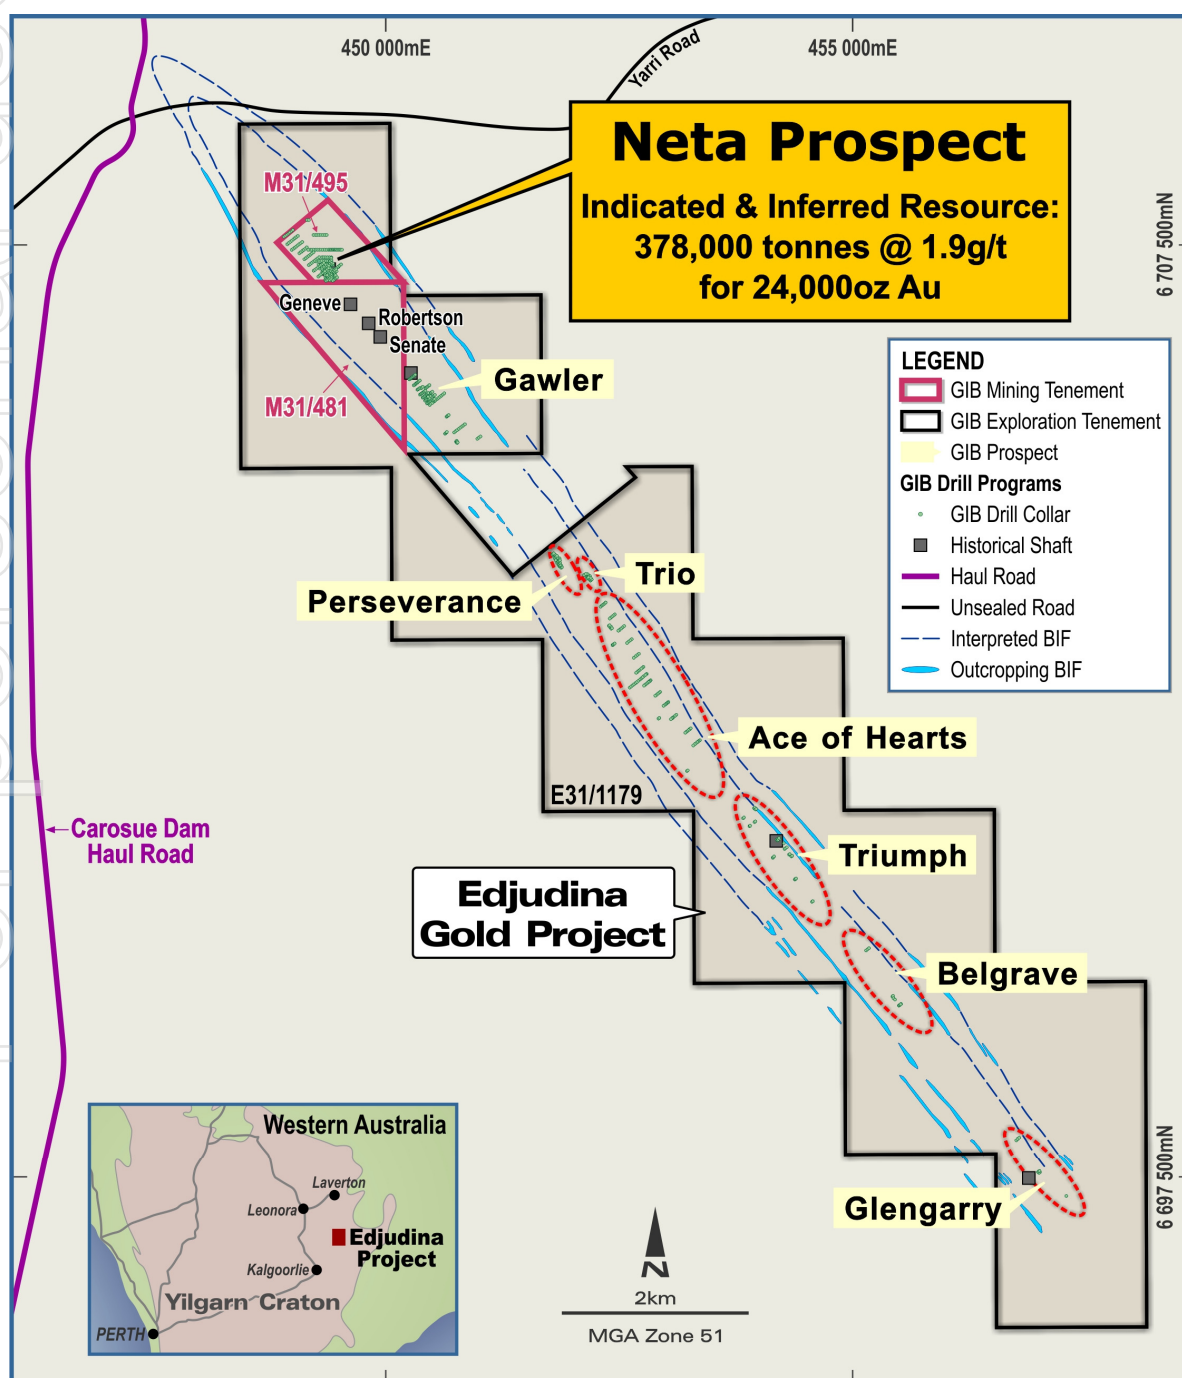 450 000mE
455 000mE
Yarri Road
Neta Prospect
Indicated & Inferred Resource:
378,000 tonnes @ 1.9g/t
for 24,000oz Au
6 707 500mN
M31/495
Geneve
Robertson
Senate
Gawler
M31/481
LEGEND
GIB Mining Tenement
GIB Exploration Tenement
GIB Prospect
GIB Drill Programs
GIB Drill Collar
Historical Shaft
Haul Road
Unsealed Road
Interpreted BIF
Outcropping BIF
Trio
Perseverance
Ace of Hearts
E31/1179
Carosue Dam
Haul Road
Triumph
Edjudina
Gold Project
Belgrave
Glengarry
6 697 500mN
Western Australia
Laverton
Leonora
Edjudina
Project
Kalgoorlie
Yilgarn Craton
PERTH
N
2km
MGA Zone 51